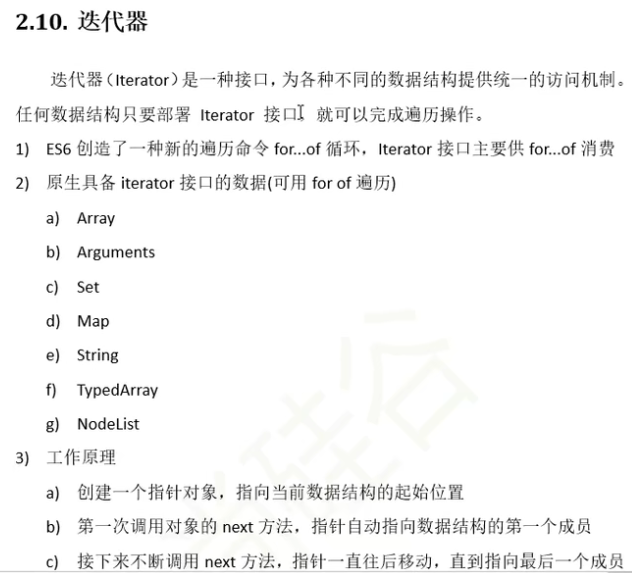 2.10. 迭代器
迭代器（Iterator）是一种接口，为各种不同的数据结构提供统一的访问机制。
任何数据结构只要部署 Iterator 接口 就可以完成遍历操作。
1) ES6 创造了一种新的遍历命令 for...of 循环，Iterator 接口主要供 for...of 消费
2) 原生具备 iterator 接口的数据(可用 for of 遍历)
a) Array
b) Arguments
c) Set
d) Map
e) String
f) TypedArray
g) NodeList
3) 工作原理
a) 创建一个指针对象，指向当前数据结构的起始位置
b) 第一次调用对象的 next 方法，指针自动指向数据结构的第一个成员
c) 接下来不断调用 next 方法，指针一直往后移动，直到指向最后一个成员
尚硅谷